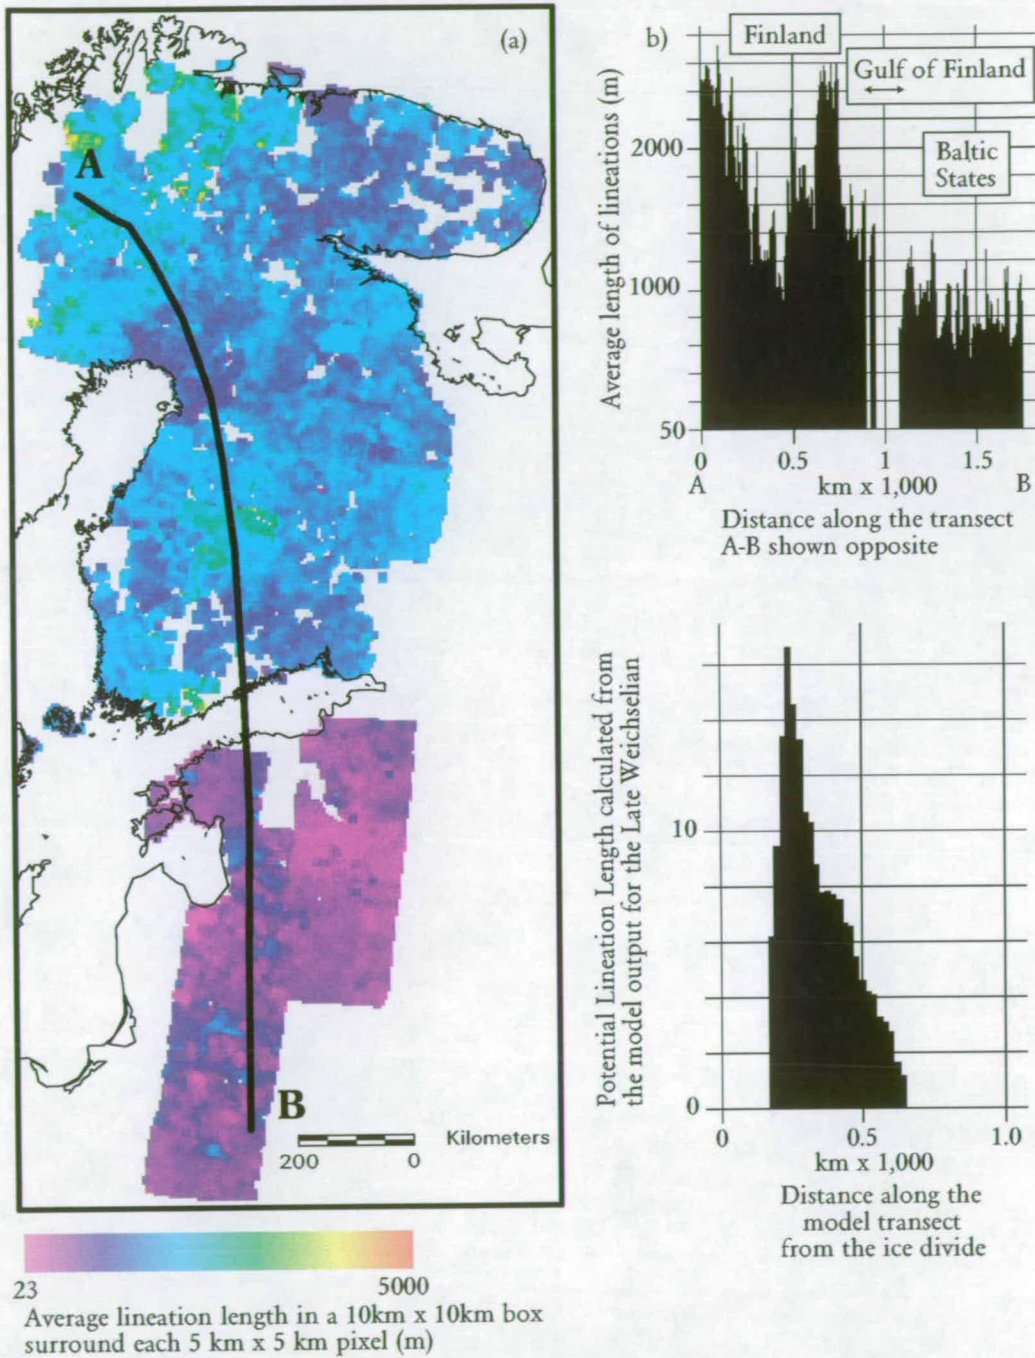 (a)
A
B
Kilometers
200
0
23
5000
Average lineation length in a 10km x 10km box
surround each 5 km x 5 km pixel (m)
b)
Finland
Gulf of Finland
Baltic
States
Average length of lineations (m)
2000
1000
50
0
0.5
1
1.5
A
km x 1,000
B
Distance along the transect
A-B shown opposite
Potential Lineation Length calculated from
the model output for the Late Weichselian
10
0
0
0.5
1.0
km x 1,000
Distance along the
model transect
from the ice divide